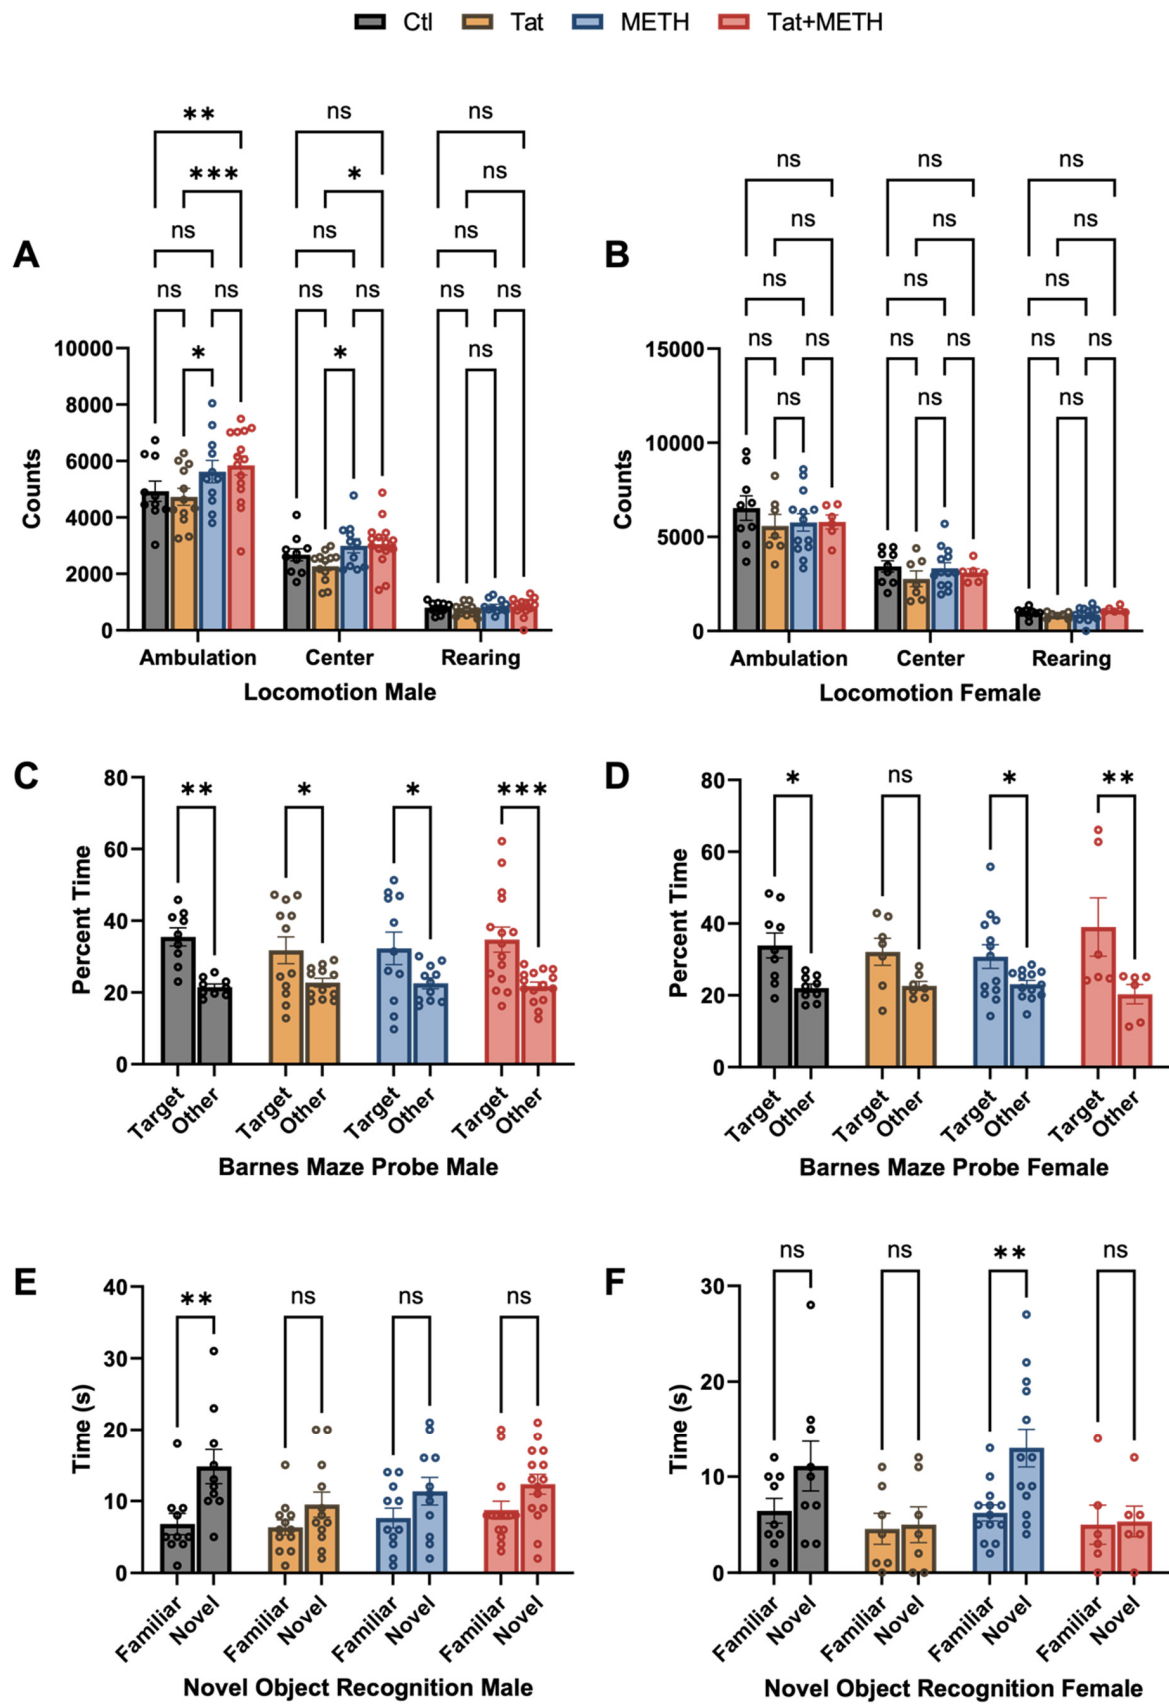 Ctl Tat METH Tat+METH
** ns ns
*** * ns
A ns ns ns
ns ns ns ns ns ns
* * ns
10000
8000
6000
4000
2000
0
Counts
Ambulation Center Rearing
Locomotion Male
ns ns ns
ns ns ns
B ns ns ns
ns ns ns ns ns ns
ns ns ns
15000
10000
5000
0
Counts
Ambulation Center Rearing
Locomotion Female
C
** * * ***
80
60
40
20
0
Percent Time
Target Other Target Other Target Other Target Other
Barnes Maze Probe Male
D
* ns * **
80
60
40
20
0
Percent Time
Target Other Target Other Target Other Target Other
Barnes Maze Probe Female
E
** ns ns ns
40
30
20
10
0
Time (s)
Familiar Novel Familiar Novel Familiar Novel Familiar Novel
Novel Object Recognition Male
F
ns ns ** ns
30
20
10
0
Time (s)
Familiar Novel Familiar Novel Familiar Novel Familiar Novel
Novel Object Recognition Female